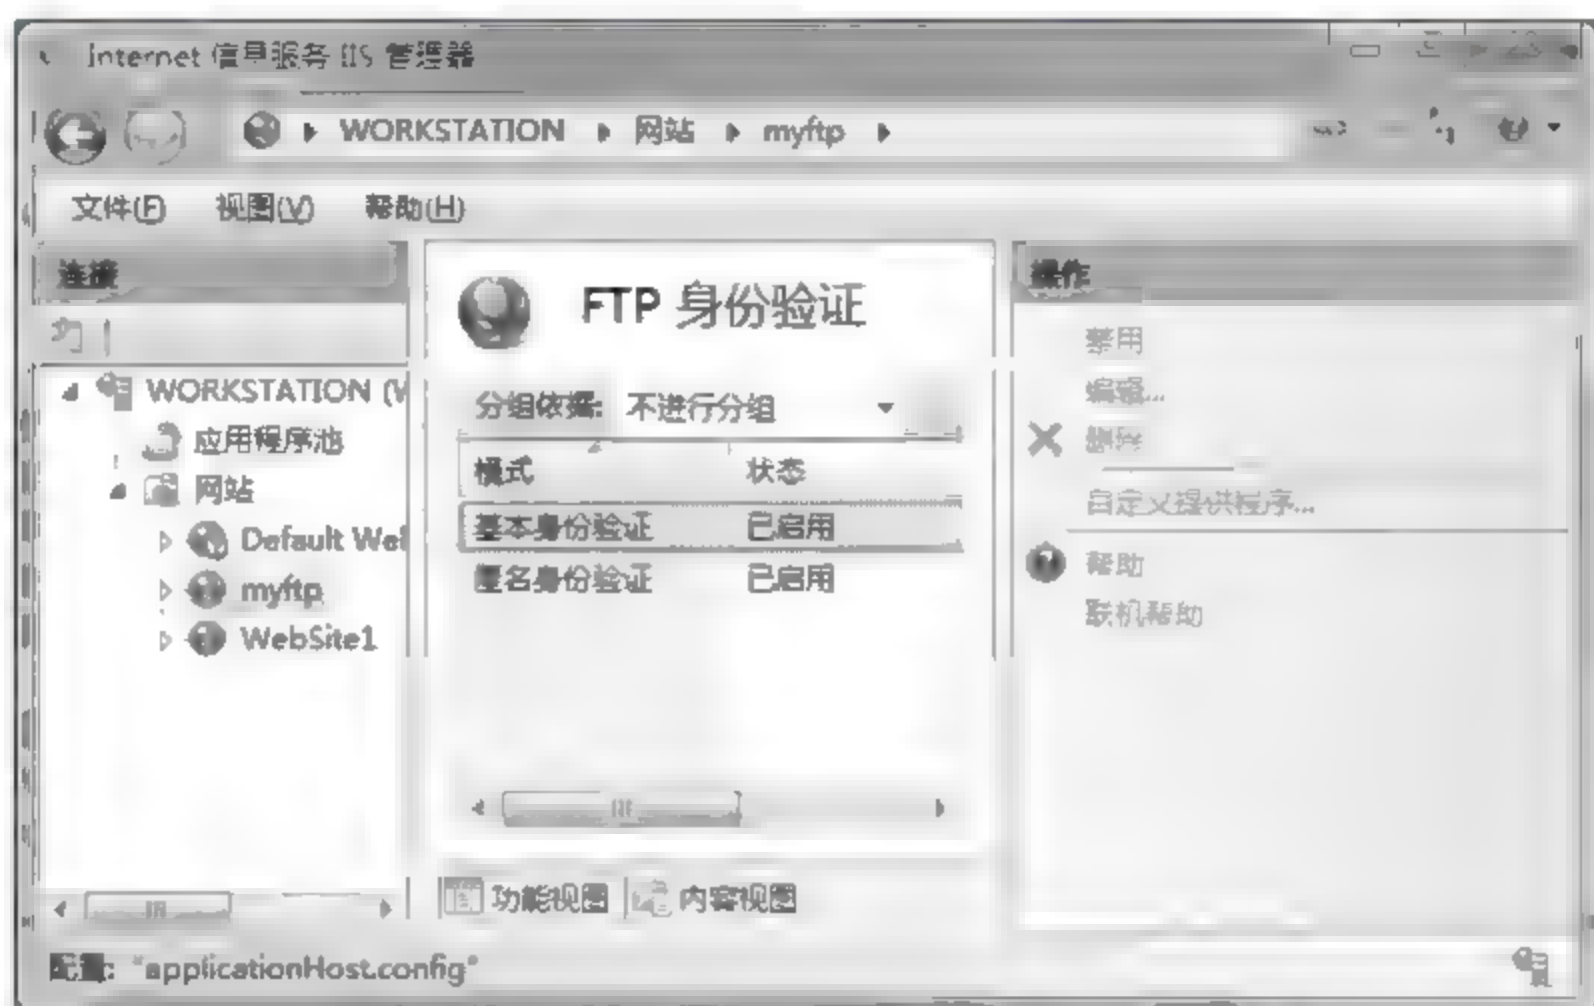 Internet 信息服务 IIS 管理器
WORKSTATION ▸ 网站 ▸ myftp ▸
文件(F) 视图(V) 帮助(H)
连接
WORKSTATION (W
应用程序池
网站
Default Wel
myftp
WebSite1
FTP 身份验证
分组依据: 不进行分组
模式 状态
基本身份验证 已启用
匿名身份验证 已启用
功能视图 内容视图
操作
禁用
编辑...
删除
自定义提供程序...
帮助
联机帮助
配置: "applicationHost.config"